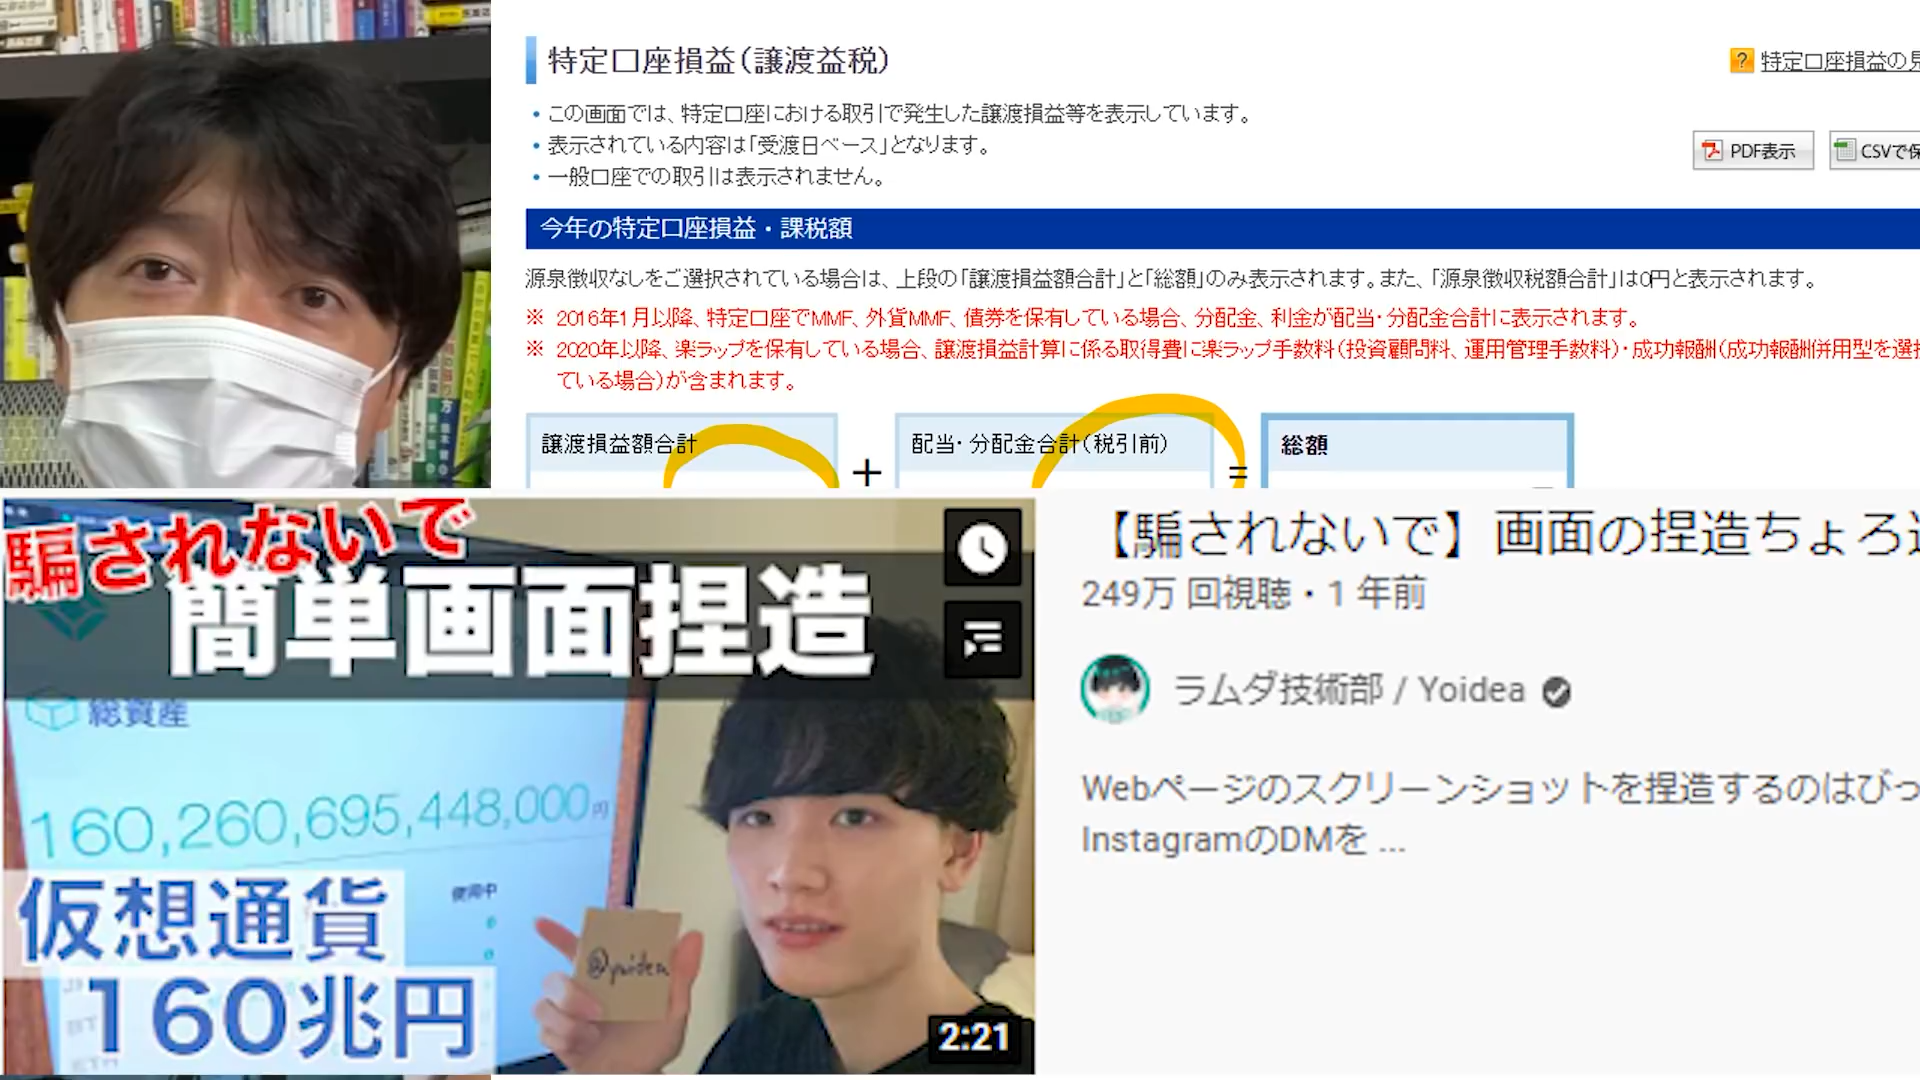 特定口座損益(譲渡益税)
? 特定口座損益の見
・この画面では、特定口座における取引で発生した譲渡損益等を表示しています。
・表示されている内容は「受渡日ベース」となります。
・一般口座での取引は表示されません。
PDF表示
CSVで保
今年の特定口座損益・課税額
源泉徴収なしをご選択されている場合は、上段の「譲渡損益額合計」と「総額」のみ表示されます。また、「源泉徴収税額合計」は0円と表示されます。
※ 2016年1月以降、特定口座でMMF、外貨MMF、債券を保有している場合、分配金、利金が配当・分配金合計に表示されます。
※ 2020年以降、楽ラップを保有している場合、譲渡損益計算に係る取得費に楽ラップ手数料(投資顧問料、運用管理手数料)・成功報酬(成功報酬併用型を選択
ている場合)が含まれます。
譲渡損益額合計
+
配当・分配金合計(税引前)
=
総額
騙されないで
簡単画面捏造
総資産
160,260,695,448,000円
使用中
0
0
仮想通貨
160兆円
@yoidea
2:21
【騙されないで】画面の捏造ちょろ過
249万 回視聴・1 年前
ラムダ技術部 / Yoidea
Webページのスクリーンショットを捏造するのはびっ
InstagramのDMを ...